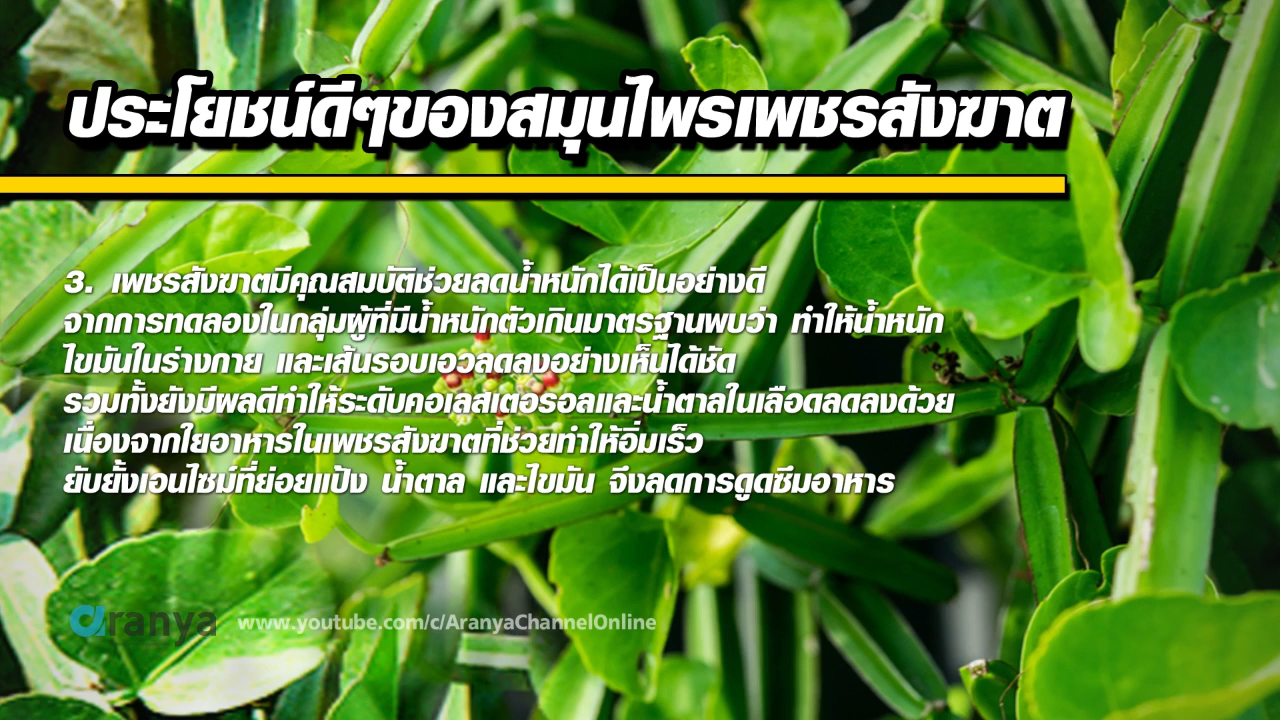 ประโยชน์ดีๆของสมุนไพรเพชรสังฆาต
3. เพชรสังฆาตมีคุณสมบัติช่วยลดน้ำหนักได้เป็นอย่างดี
จากการทดลองในกลุ่มผู้ที่มีน้ำหนักตัวเกินมาตรฐานพบว่า ทำให้น้ำหนัก
ไขมันในร่างกาย และเส้นรอบเอวลดลงอย่างเห็นได้ชัด
รวมทั้งยังมีผลดีทำให้ระดับคอเลสเตอรอลและน้ำตาลในเลือดลดลงด้วย
เนื่องจากใยอาหารในเพชรสังฆาตที่ช่วยทำให้อิ่มเร็ว
ยับยั้งเอนไซม์ที่ย่อยแป้ง น้ำตาล และไขมัน จึงลดการดูดซึมอาหาร
aranya www.youtube.com/c/AranyaChannelOnline